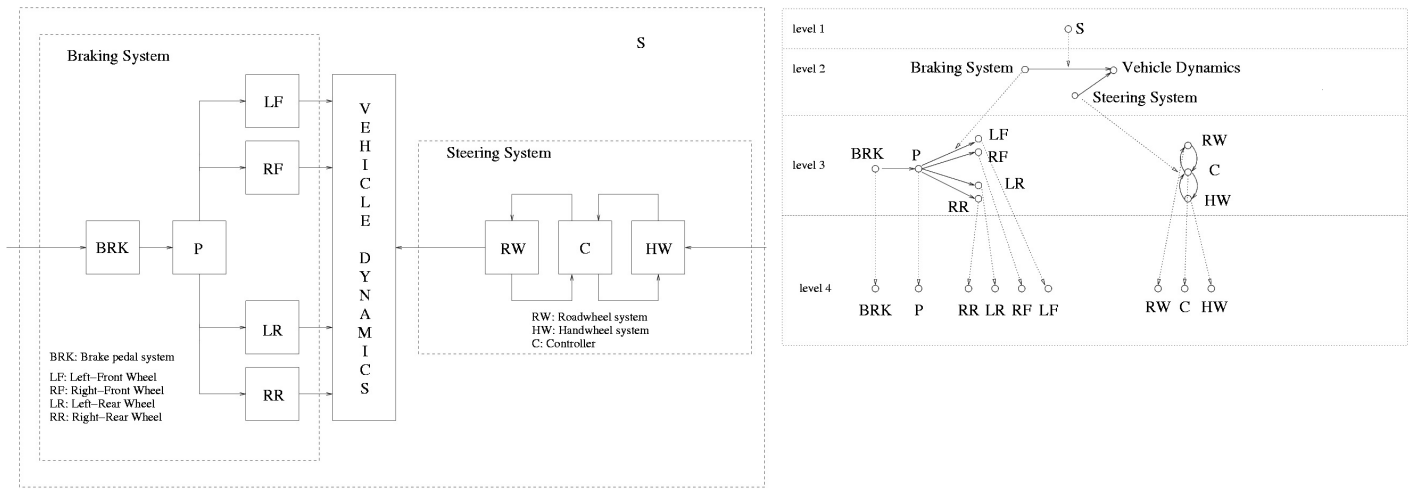 S
Braking System
LF
RF
BRK
P
LR
RR
BRK: Brake pedal system
LF: Left-Front Wheel
RF: Right-Front Wheel
LR: Left-Rear Wheel
RR: Right-Rear Wheel
VEHICLE DYNAMICS
Steering System
RW
C
HW
RW: Roadwheel system
HW: Handwheel system
C: Controller
level 1
S
level 2
Braking System
Vehicle Dynamics
Steering System
level 3
BRK
P
LF
RF
LR
RR
RW
C
HW
level 4
BRK P RR LR RF LF RW C HW